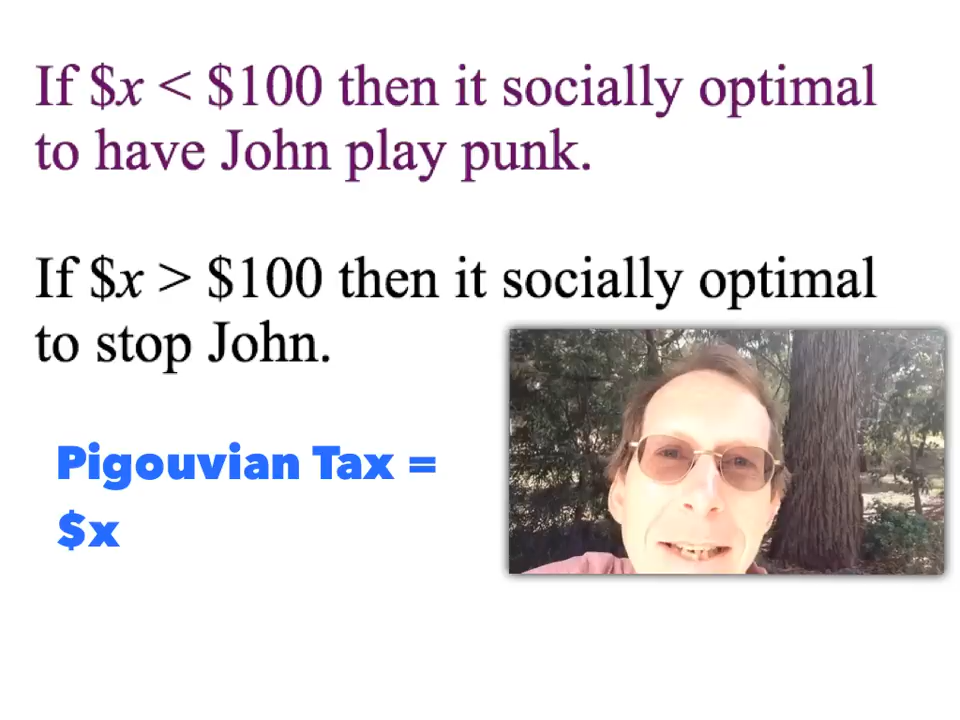 If $x < $100 then it socially optimal
to have John play punk.
If $x > $100 then it socially optimal
to stop John.
Pigouvian Tax =
$x